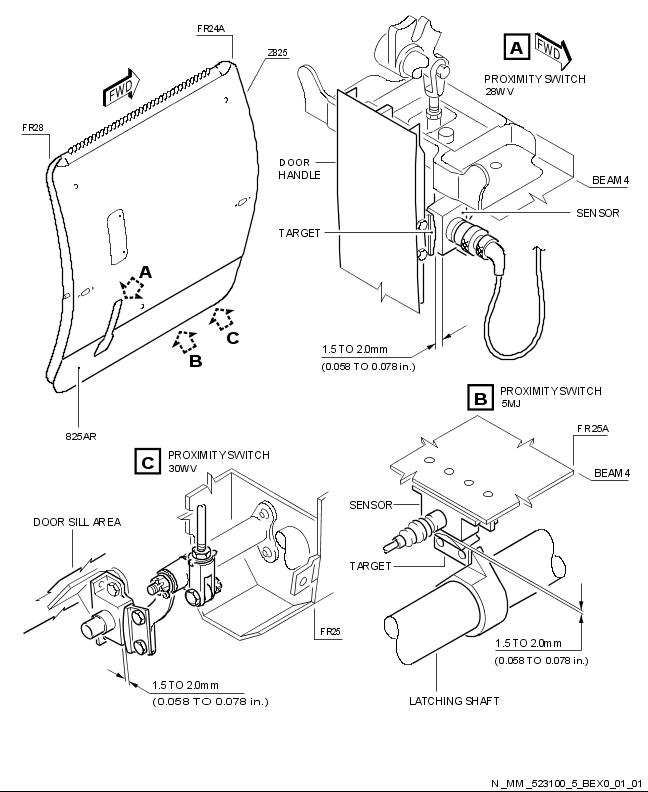 FR24A
Z825
FWD
FR28
A
B
C
825AR
A
FWD
PROXIMITY SWITCH
28WV
DOOR
HANDLE
BEAM 4
SENSOR
TARGET
1.5 TO 2.0mm
(0.058 TO 0.078 in.)
B
PROXIMITY SWITCH
5MJ
FR25A
BEAM 4
SENSOR
TARGET
1.5 TO 2.0mm
(0.058 TO 0.078 in.)
LATCHING SHAFT
C
PROXIMITY SWITCH
30WV
DOOR SILL AREA
FR25
1.5 TO 2.0mm
(0.058 TO 0.078 in.)
N_MM_523100_5_BEX0_01_01